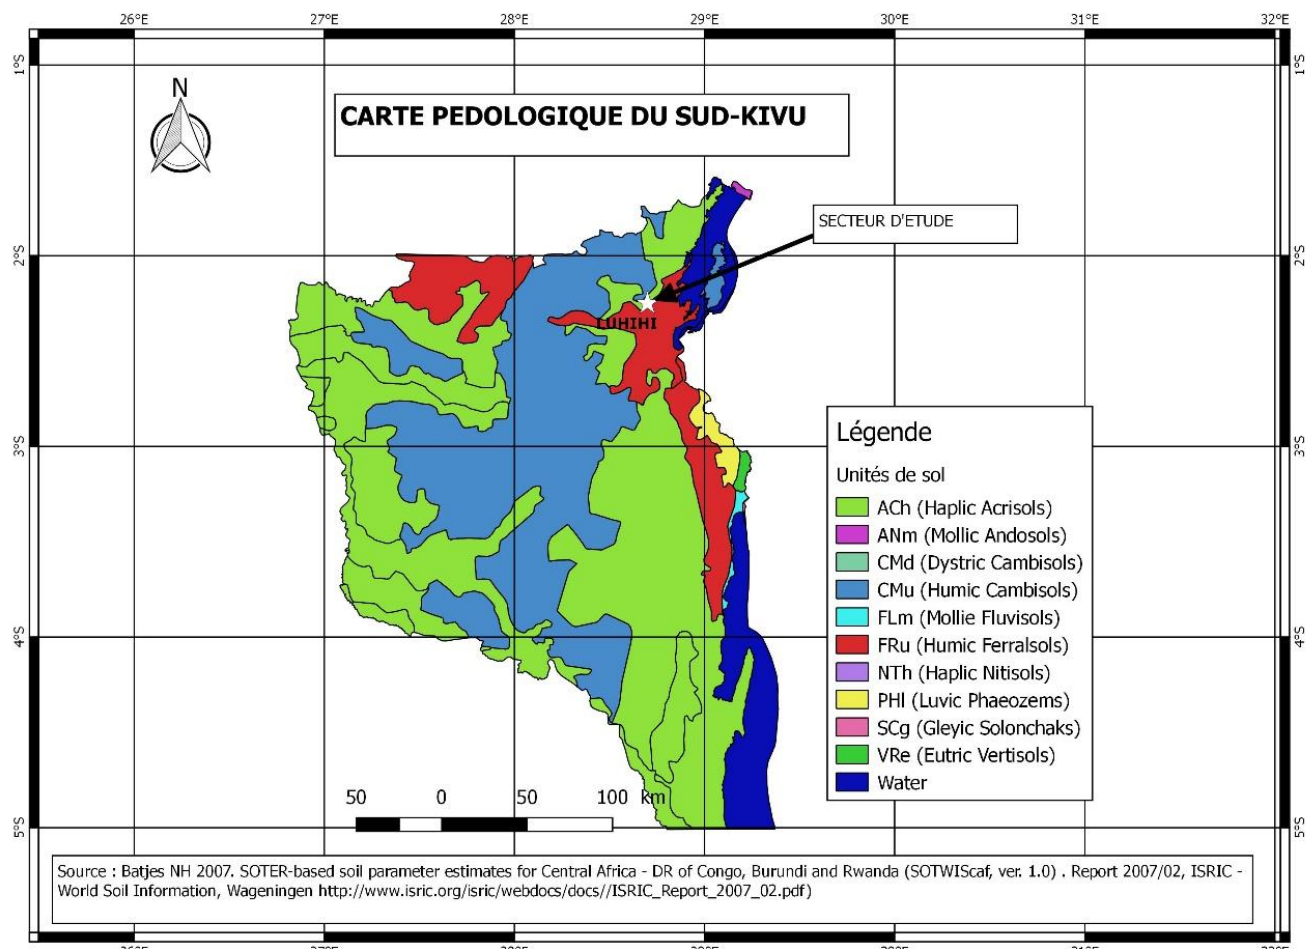 26°E 27°E 28°E 29°E 30°E 31°E 32°E
1°S 1°S
N
CARTE PEDOLOGIQUE DU SUD-KIVU
SECTEUR D'ETUDE
2°S 2°S
LUHIHI
3°S 3°S
Légende
Unités de sol
ACh (Haplic Acrisols)
ANm (Mollic Andosols)
CMd (Dystric Cambisols)
CMu (Humic Cambisols)
FLm (Mollie Fluvisols)
FRu (Humic Ferralsols)
NTh (Haplic Nitisols)
PHl (Luvic Phaeozems)
SCg (Gleyic Solonchaks)
VRe (Eutric Vertisols)
Water
4°S 4°S
50 0 50 100 km
5°S 5°S
Source : Batjes NH 2007. SOTER-based soil parameter estimates for Central Africa - DR of Congo, Burundi and Rwanda (SOTWIScaf, ver. 1.0) . Report 2007/02, ISRIC -
World Soil Information, Wageningen http://www.isric.org/isric/webdocs/docs//ISRIC_Report_2007_02.pdf)